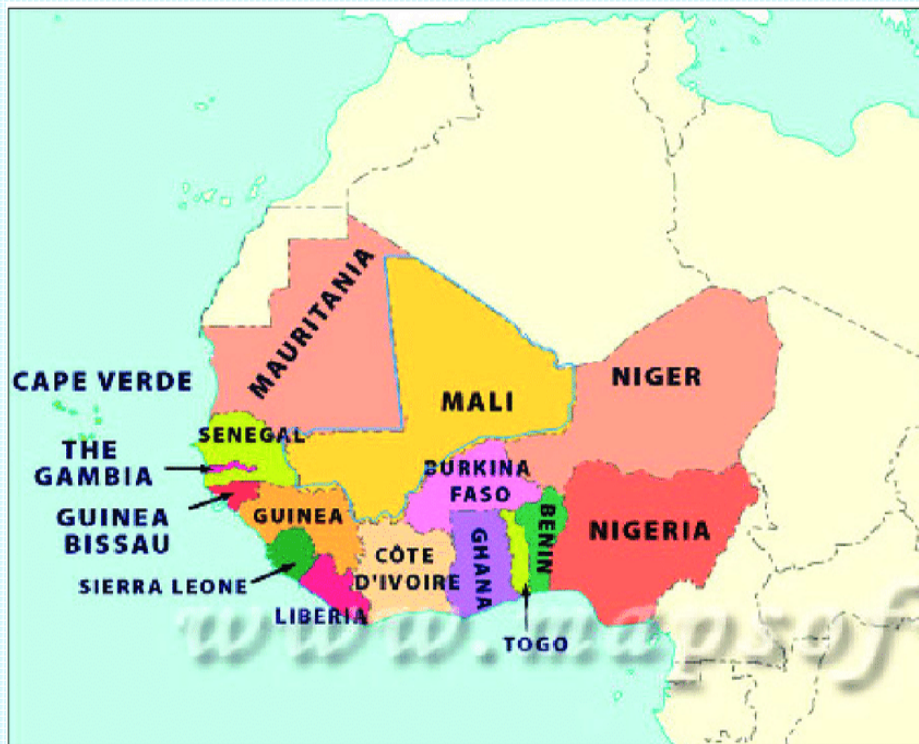 MAURITANIA
CAPE VERDE
NIGER
MALI
SENEGAL
THE
GAMBIA
BURKINA
FASO
GUINEA
BISSAU
GUINEA
BENIN
NIGERIA
GHANA
CÔTE
D'IVOIRE
SIERRA LEONE
LIBERIA
TOGO
www.mapsof